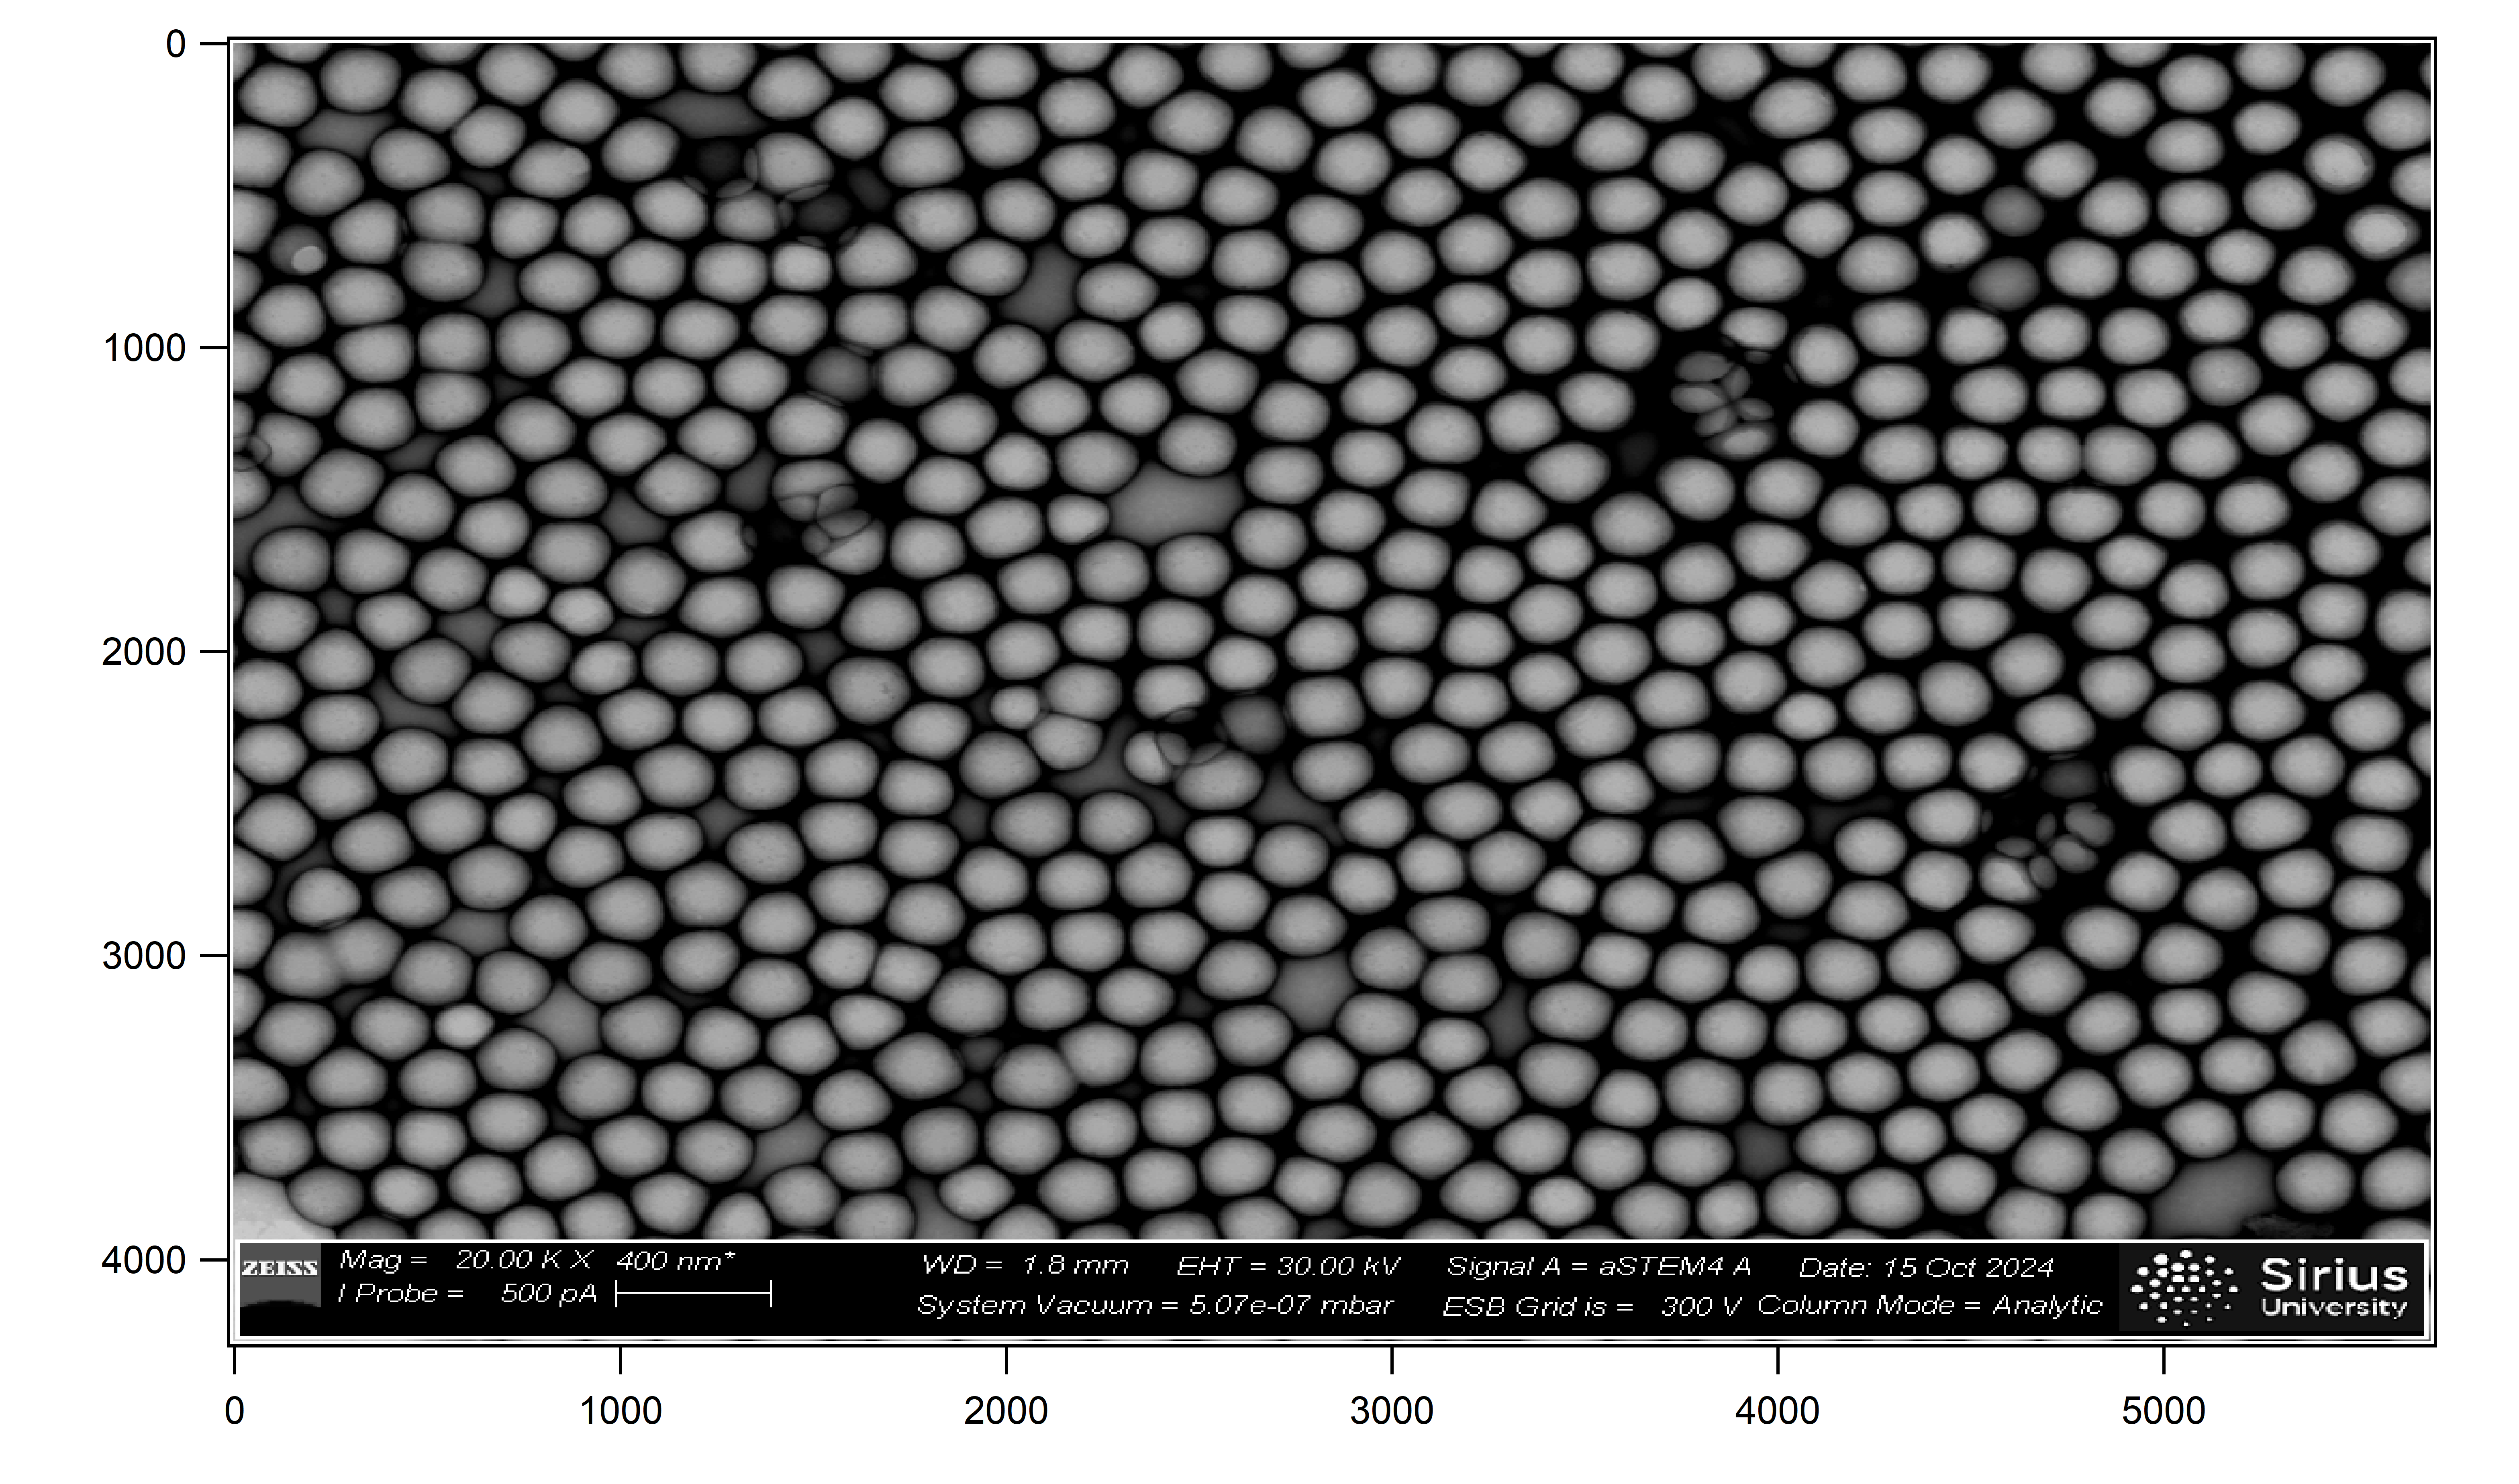 0
1000
2000
3000
4000
ZEISS
Mag = 20.00 K X 400 nm*
I Probe = 500 pA
WD = 1.8 mm EHT = 30.00 kV Signal A = aSTEM4 A Date: 15 Oct 2024
System Vacuum = 5.07e-07 mbar ESB Grid is = 300 V Column Mode = Analytic
Sirius
University
0 1000 2000 3000 4000 5000